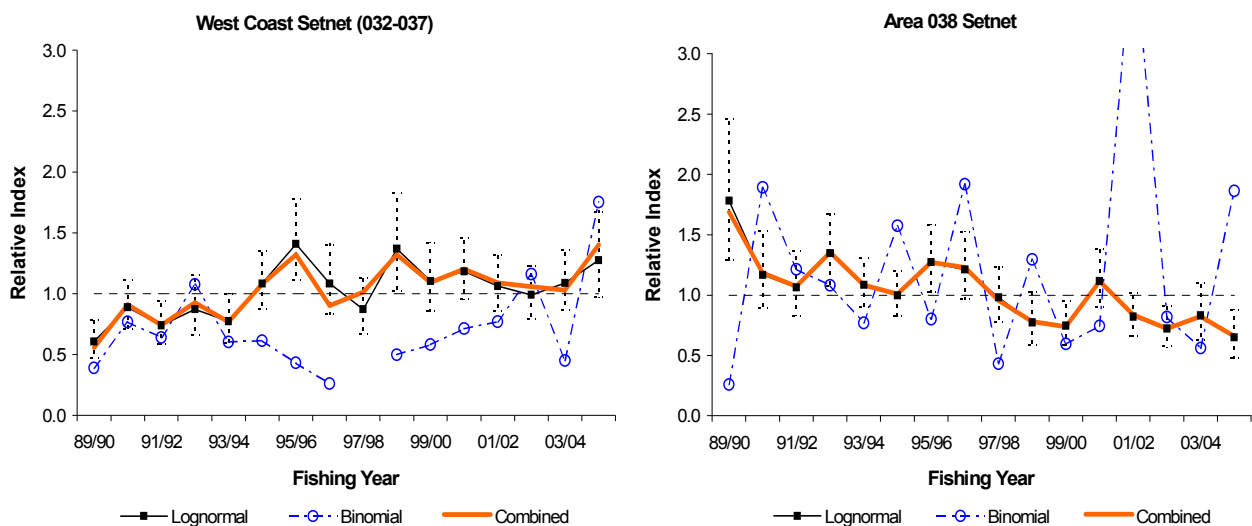 West Coast Setnet (032-037)
3.0
2.5
2.0
1.5
1.0
0.5
0.0
Relative Index
89/90 91/92 93/94 95/96 97/98 99/00 01/02 03/04
Fishing Year
Lognormal Binomial Combined
Area 038 Setnet
3.0
2.5
2.0
1.5
1.0
0.5
0.0
Relative Index
89/90 91/92 93/94 95/96 97/98 99/00 01/02 03/04
Fishing Year
Lognormal Binomial Combined